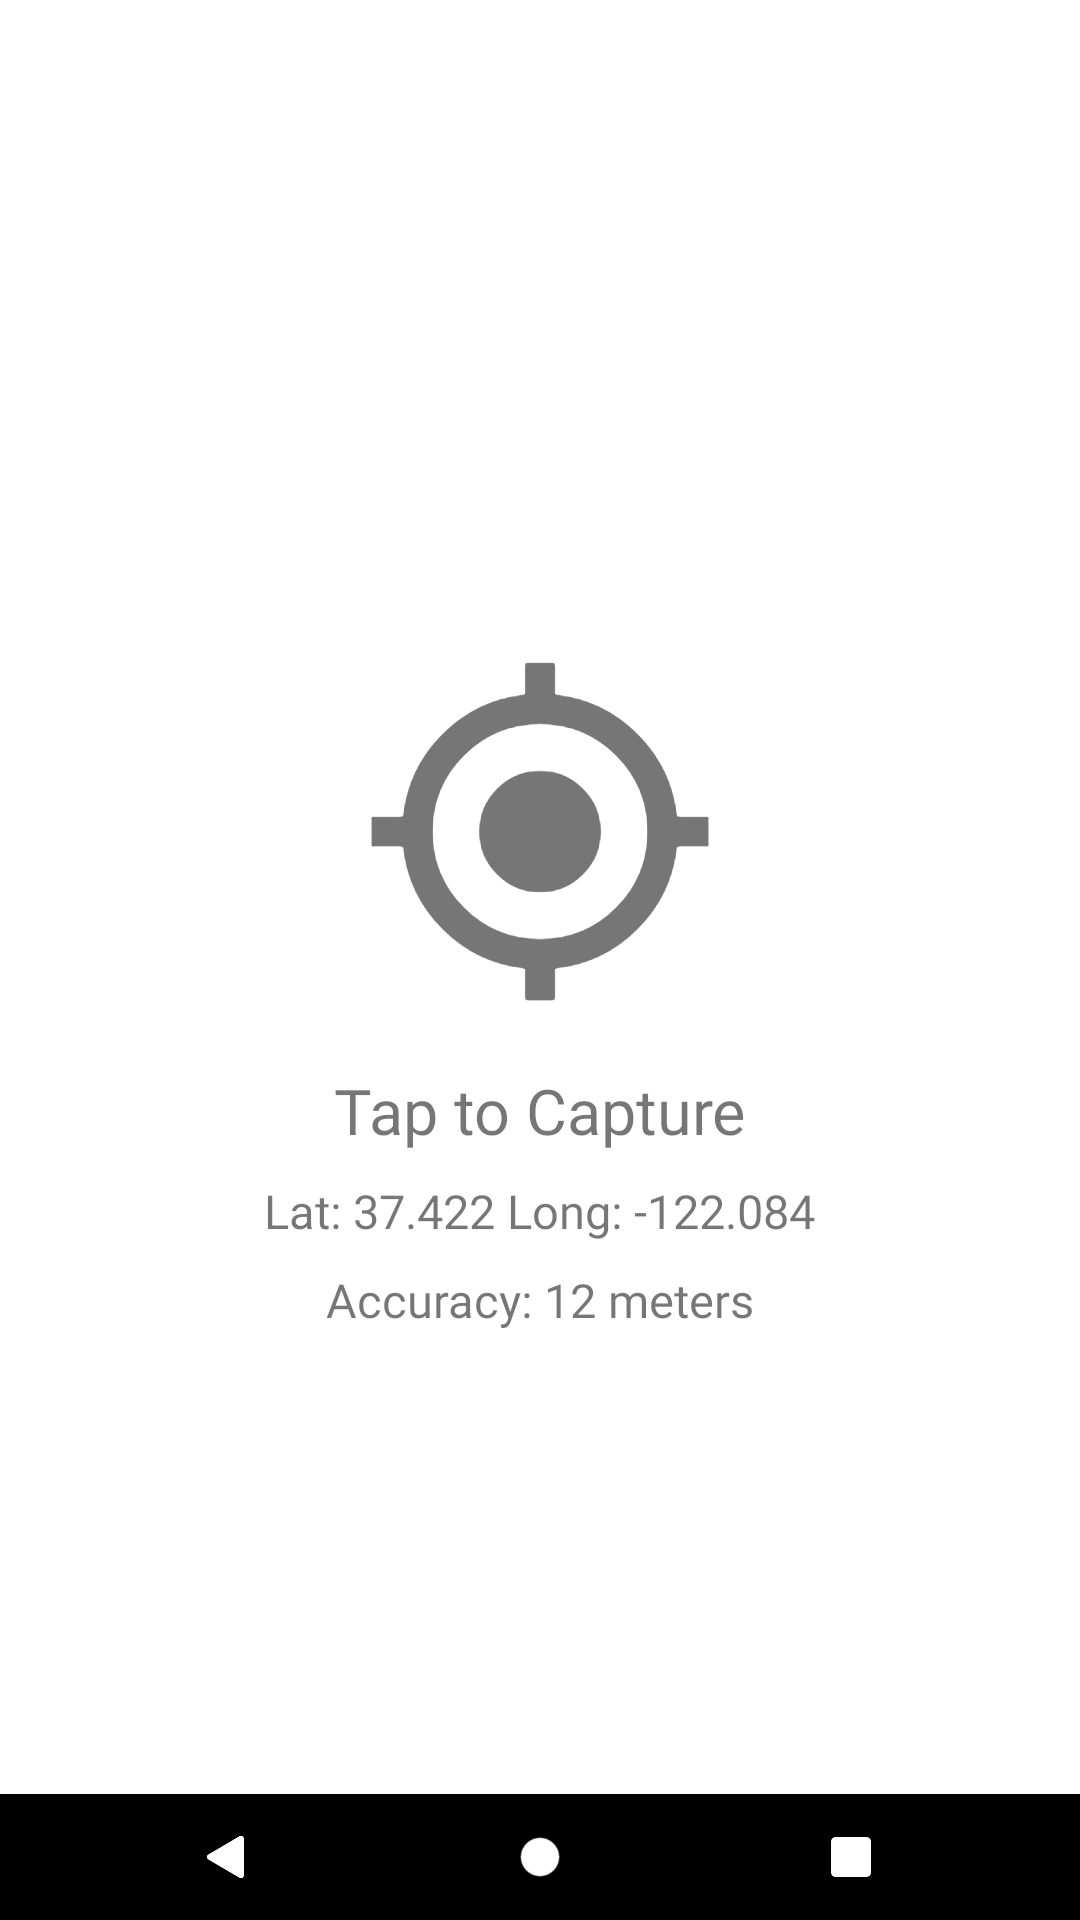 Tap to Capture
Lat: 37.422 Long: -122.084
Accuracy: 12 meters